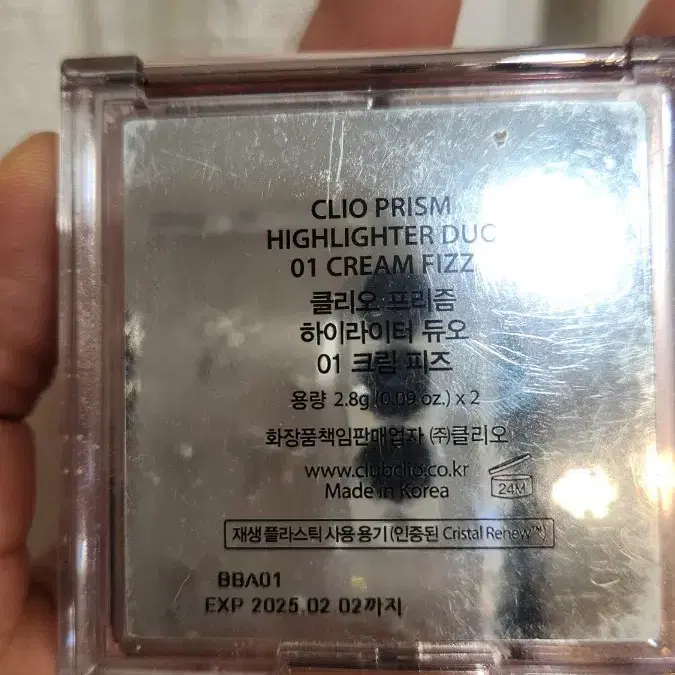 CLIO PRISM
HIGHLIGHTER DUO
01 CREAM FIZZ
클리오 프리즘
하이라이터 듀오
01 크림 피즈
용량 2.8g (0.09 oz.) x 2
화장품책임판매업자 ㈜클리오
www.clubclio.co.kr
Made in Korea
24M
재생플라스틱 사용용기(인증된 Cristal Renew™)
BBA01
EXP 2025.02.02까지